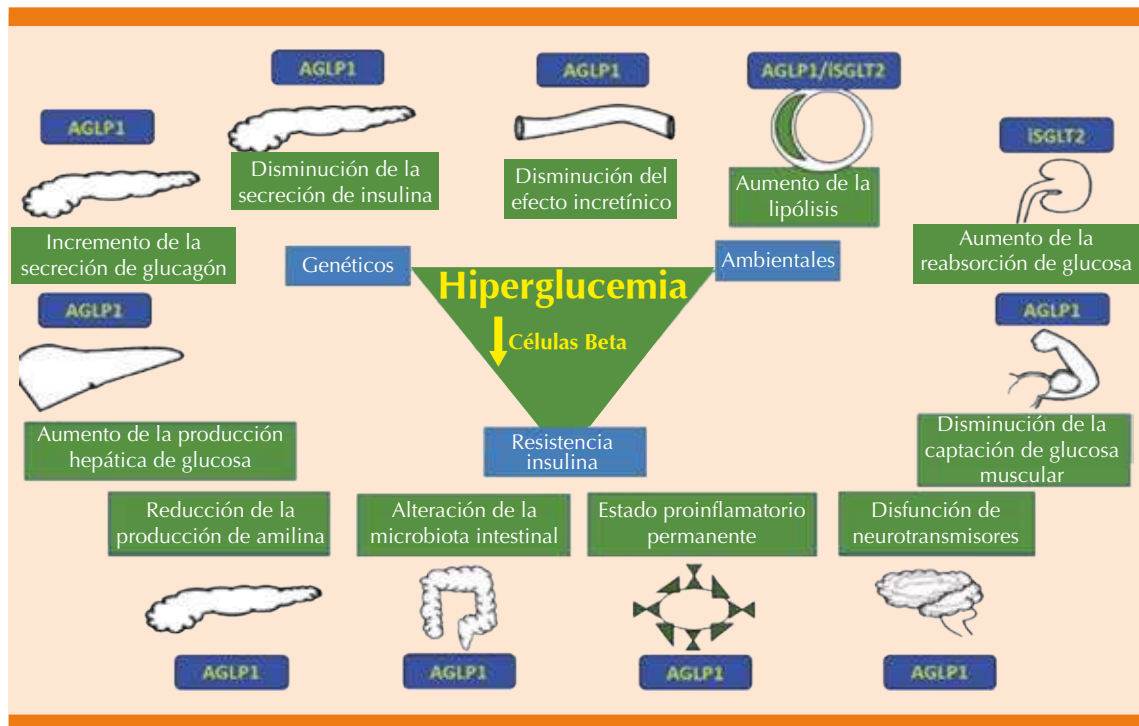 AGLP1
Disminución de la
secreción de insulina
AGLP1
Disminución del
efecto incretínico
AGLP1/iSGLT2
Aumento de la
lipólisis
AGLP1
Incremento de la
secreción de glucagón
iSGLT2
Aumento de la
reabsorción de glucosa
Genéticos
Ambientales
Hiperglucemia
Células Beta
Resistencia
insulina
AGLP1
Aumento de la producción
hepática de glucosa
AGLP1
Disminución de la
captación de glucosa
muscular
Reducción de la
producción de amilina
AGLP1
Alteración de la
microbiota intestinal
AGLP1
Estado proinflamatorio
permanente
AGLP1
Disfunción de
neurotransmisores
AGLP1